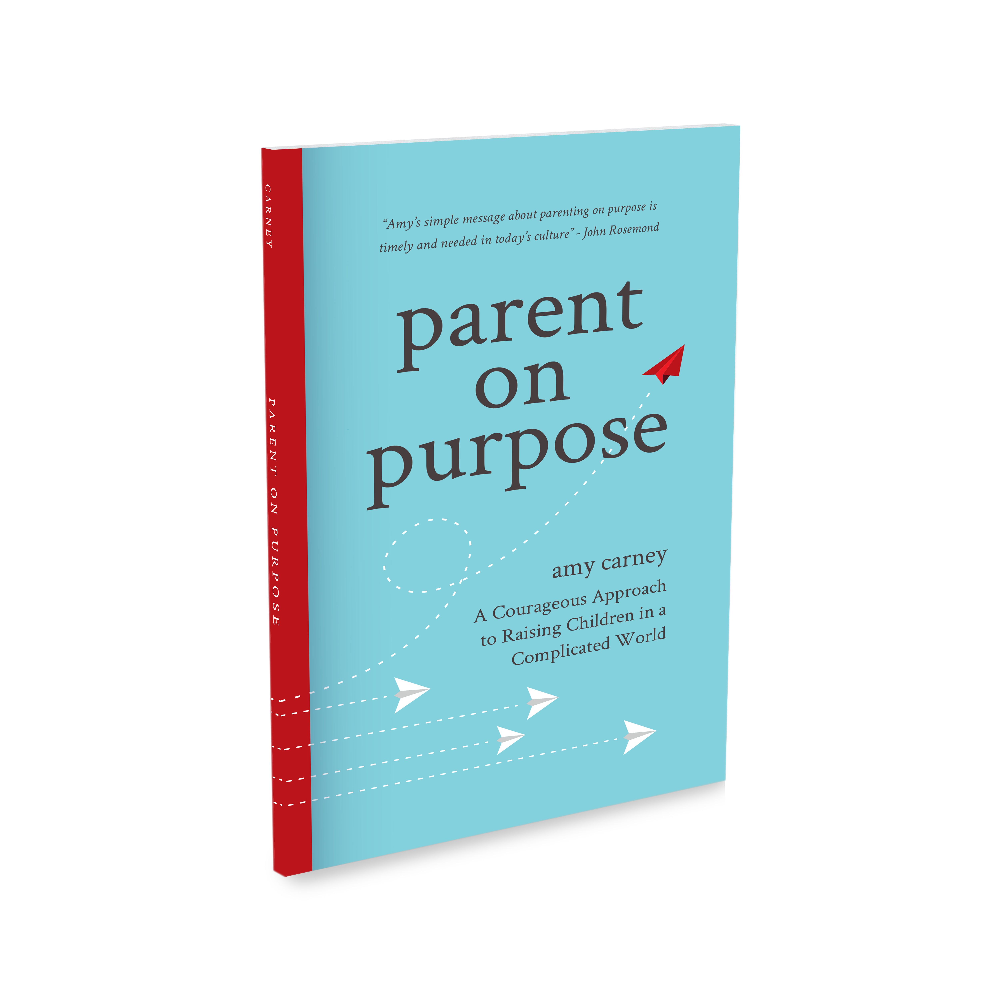 CARNEY
PARENT ON PURPOSE
“Amy’s simple message about parenting on purpose is
timely and needed in today’s culture” - John Rosemond
parent
on
purpose
amy carney
A Courageous Approach
to Raising Children in a
Complicated World